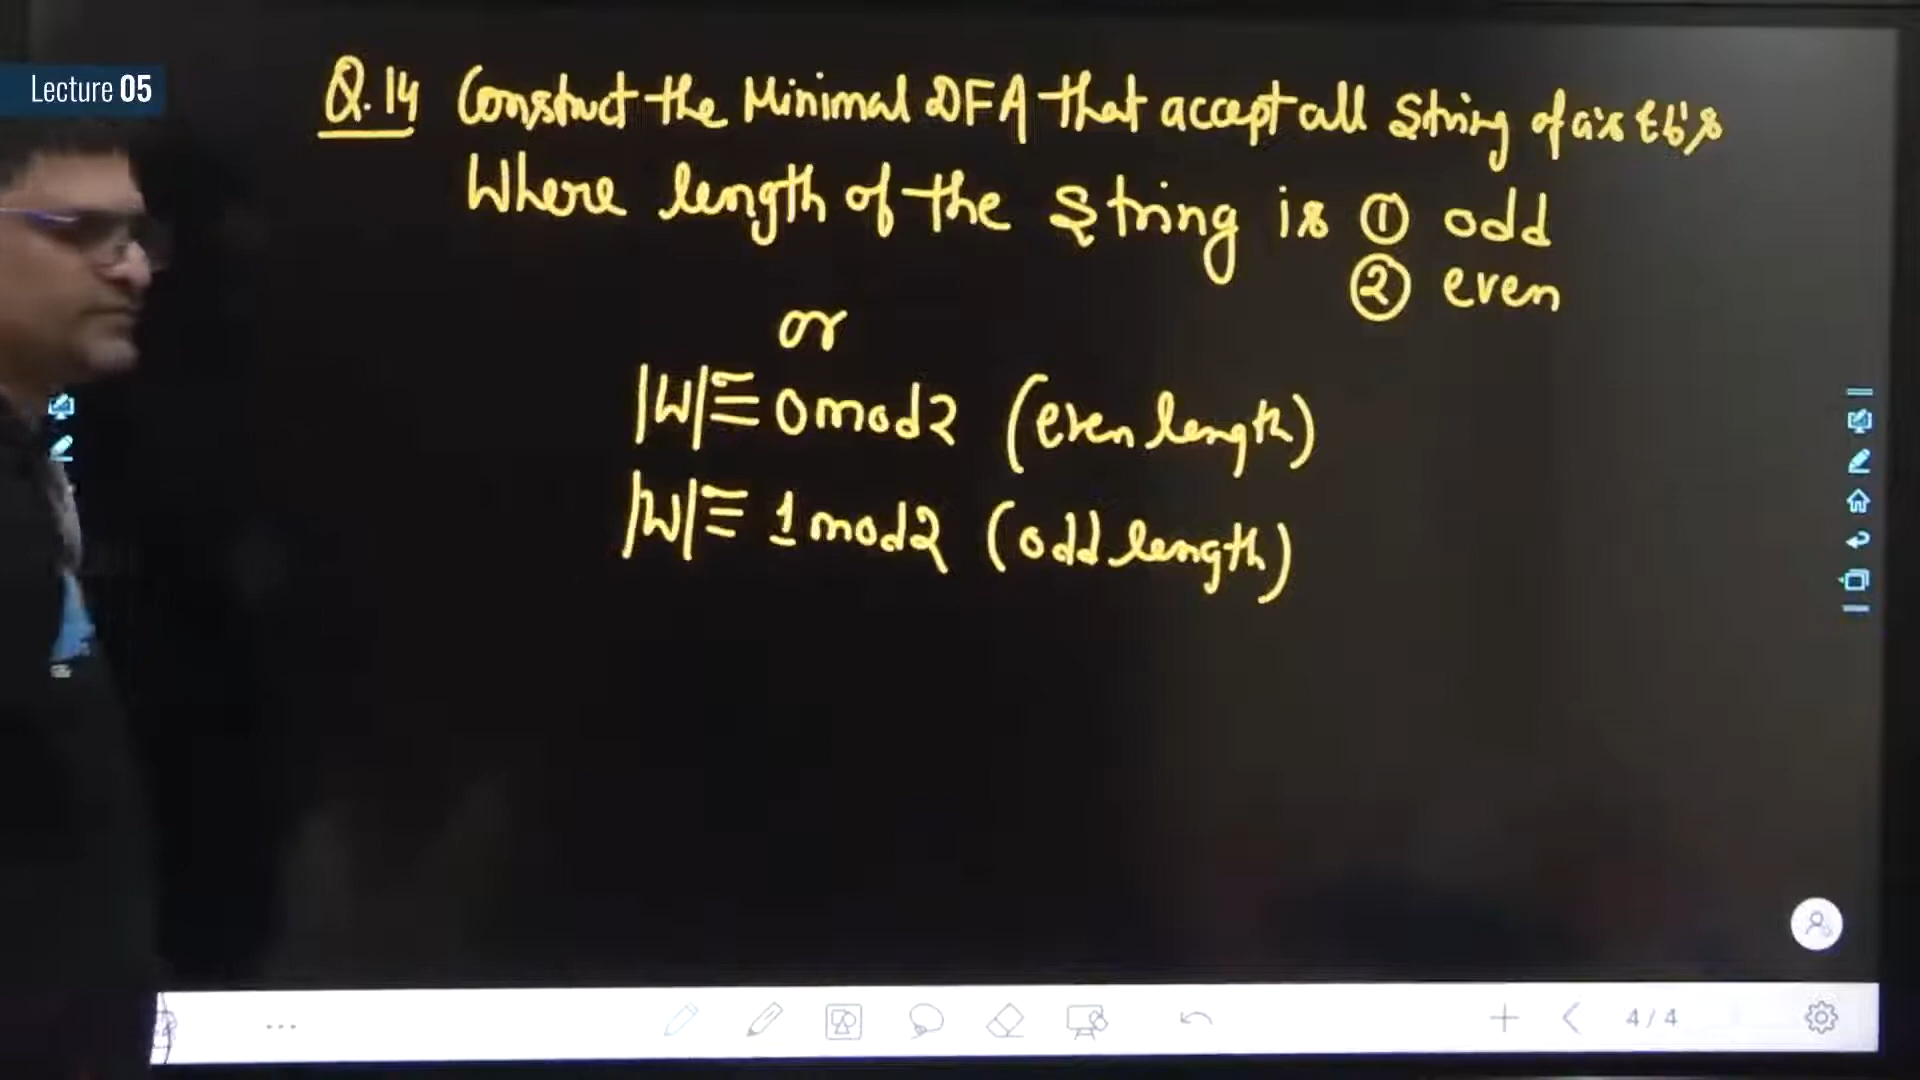 Lecture 05
Q.14 Construct the Minimal DFA that accept all String of a's & b's
Where length of the String is ① odd
② even
or
|W| ≡ 0 mod 2 (even length)
|W| ≡ 1 mod 2 (odd length)
4/4